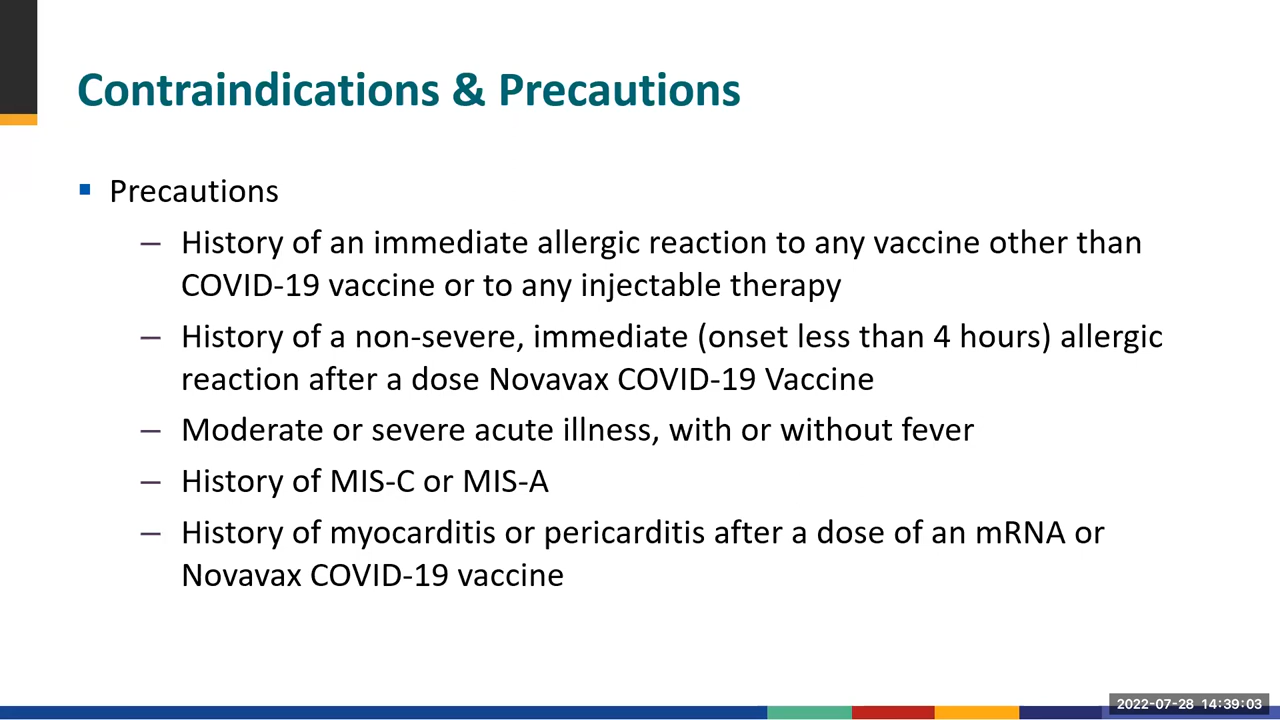 Contraindications & Precautions
Precautions
– History of an immediate allergic reaction to any vaccine other than
COVID-19 vaccine or to any injectable therapy
– History of a non-severe, immediate (onset less than 4 hours) allergic
reaction after a dose Novavax COVID-19 Vaccine
– Moderate or severe acute illness, with or without fever
– History of MIS-C or MIS-A
– History of myocarditis or pericarditis after a dose of an mRNA or
Novavax COVID-19 vaccine
2022-07-28 14:39:03